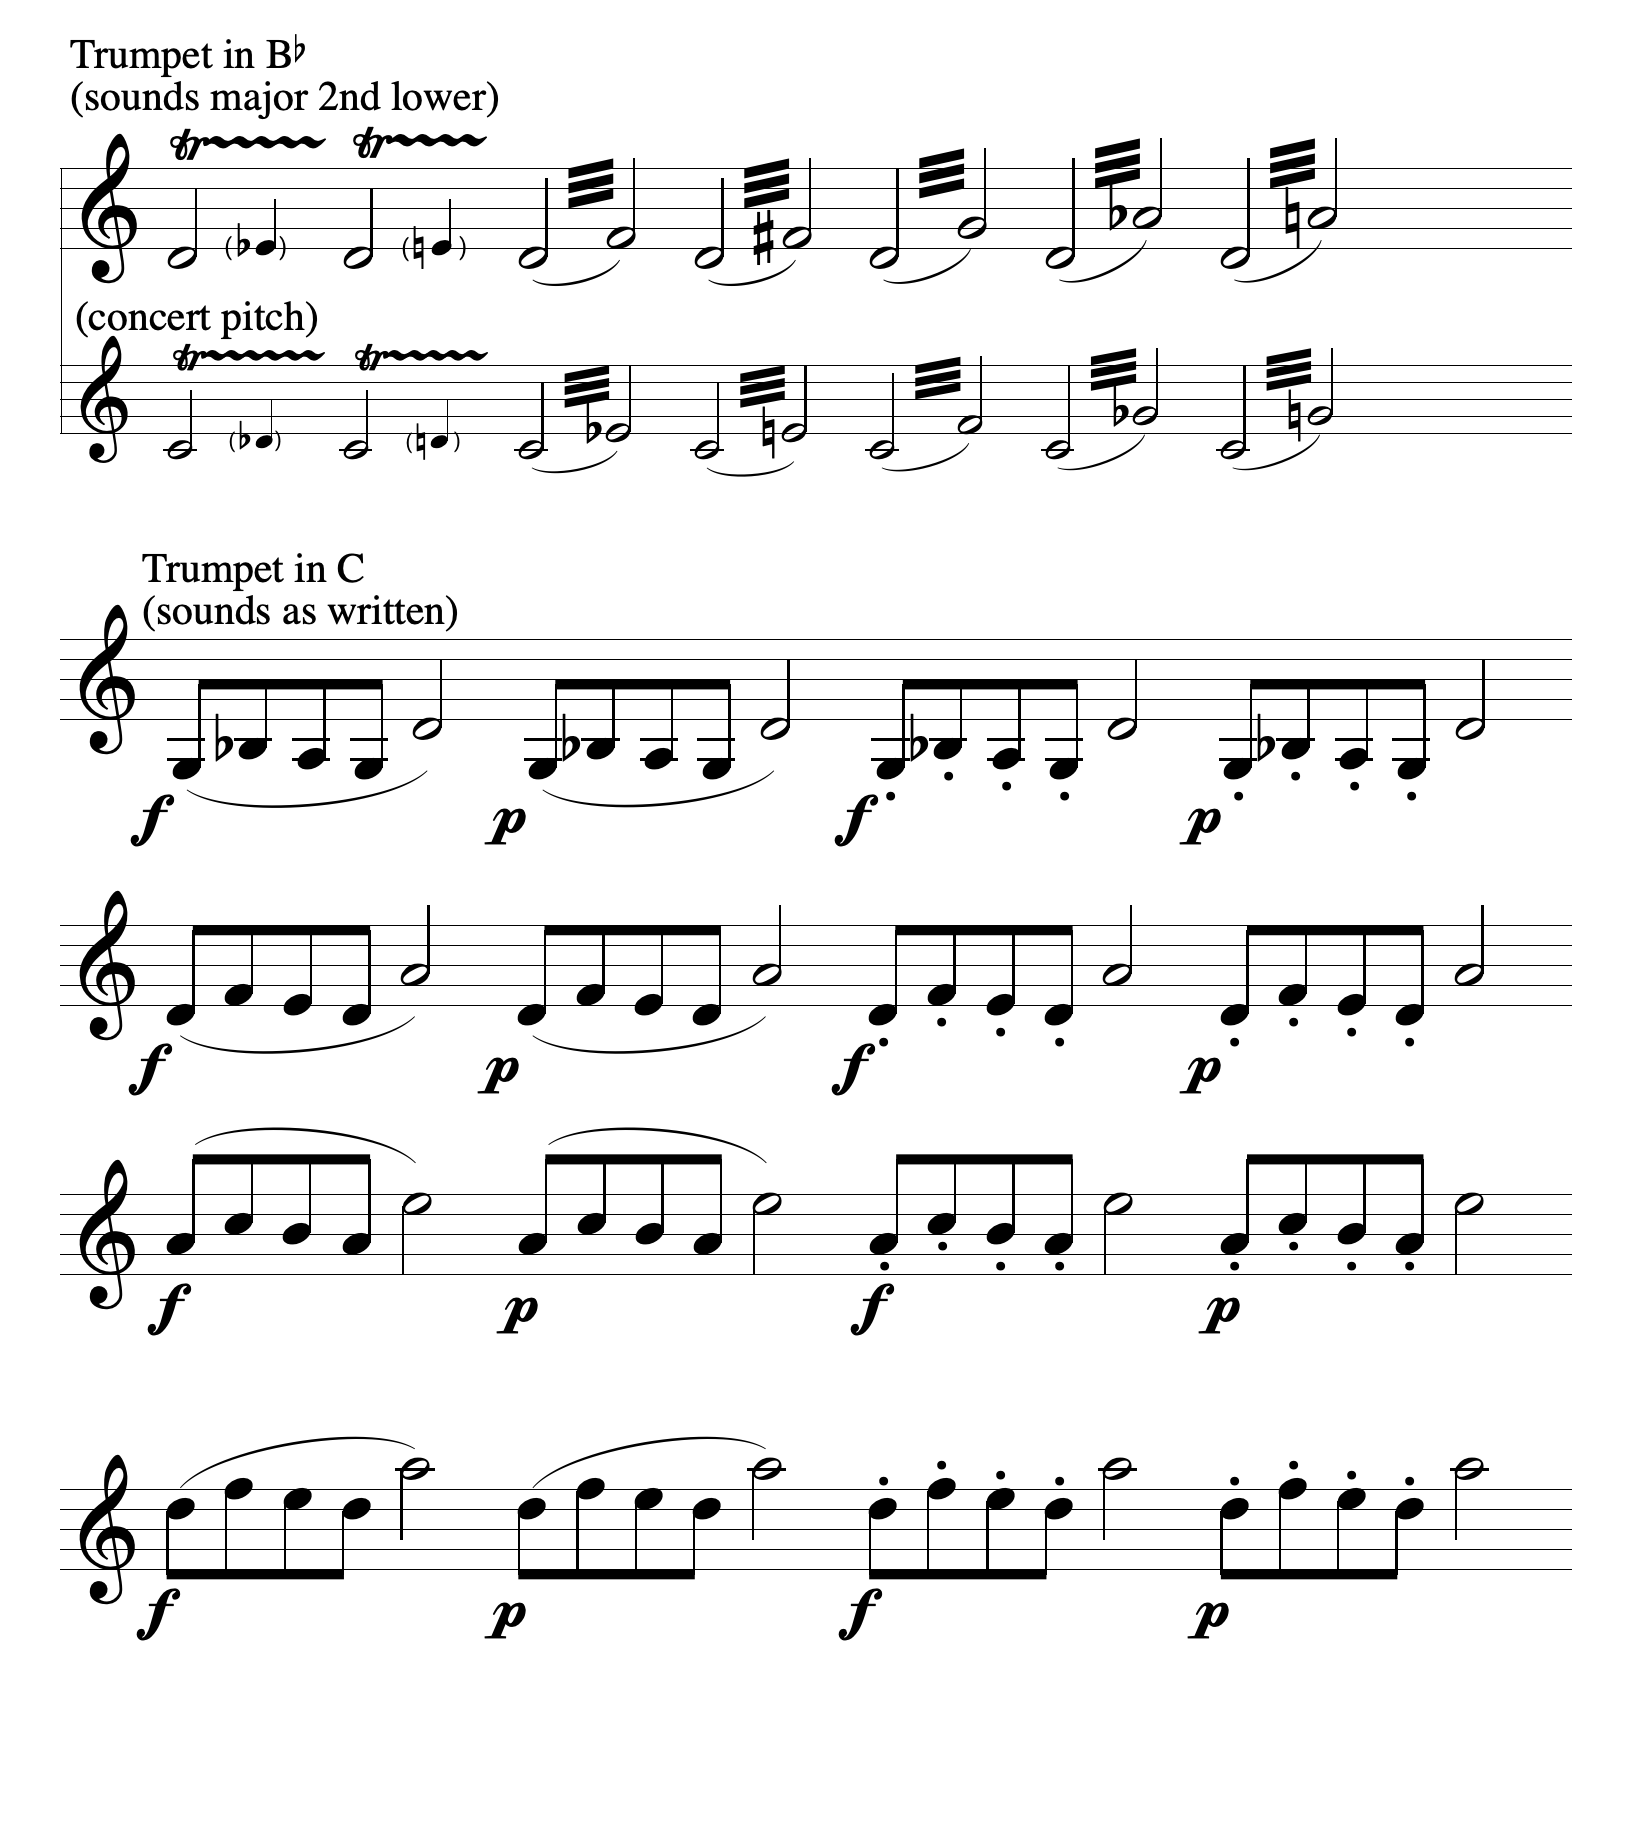 Trumpet in B♭
(sounds major 2nd lower)
tr tr
(concert pitch)
tr tr
Trumpet in C
(sounds as written)
f p f p
f p f p
f p f p
f p f p